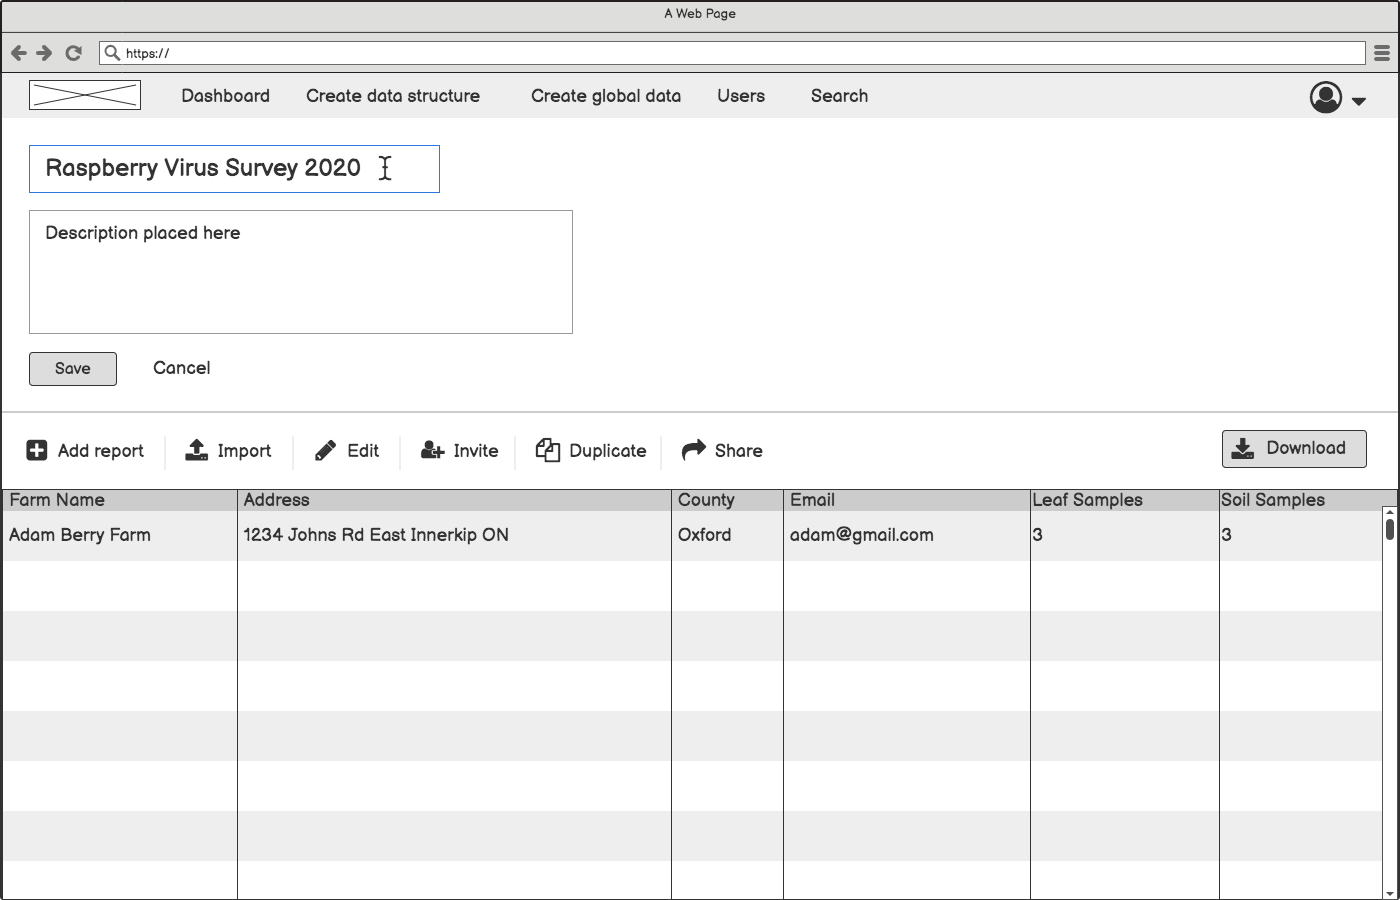 A Web Page
https://
Dashboard Create data structure Create global data Users Search
Raspberry Virus Survey 2020
Description placed here
Save Cancel
Add report Import Edit Invite Duplicate Share Download
Farm Name Address County Email Leaf Samples Soil Samples
Adam Berry Farm 1234 Johns Rd East Innerkip ON Oxford adam@gmail.com 3 3